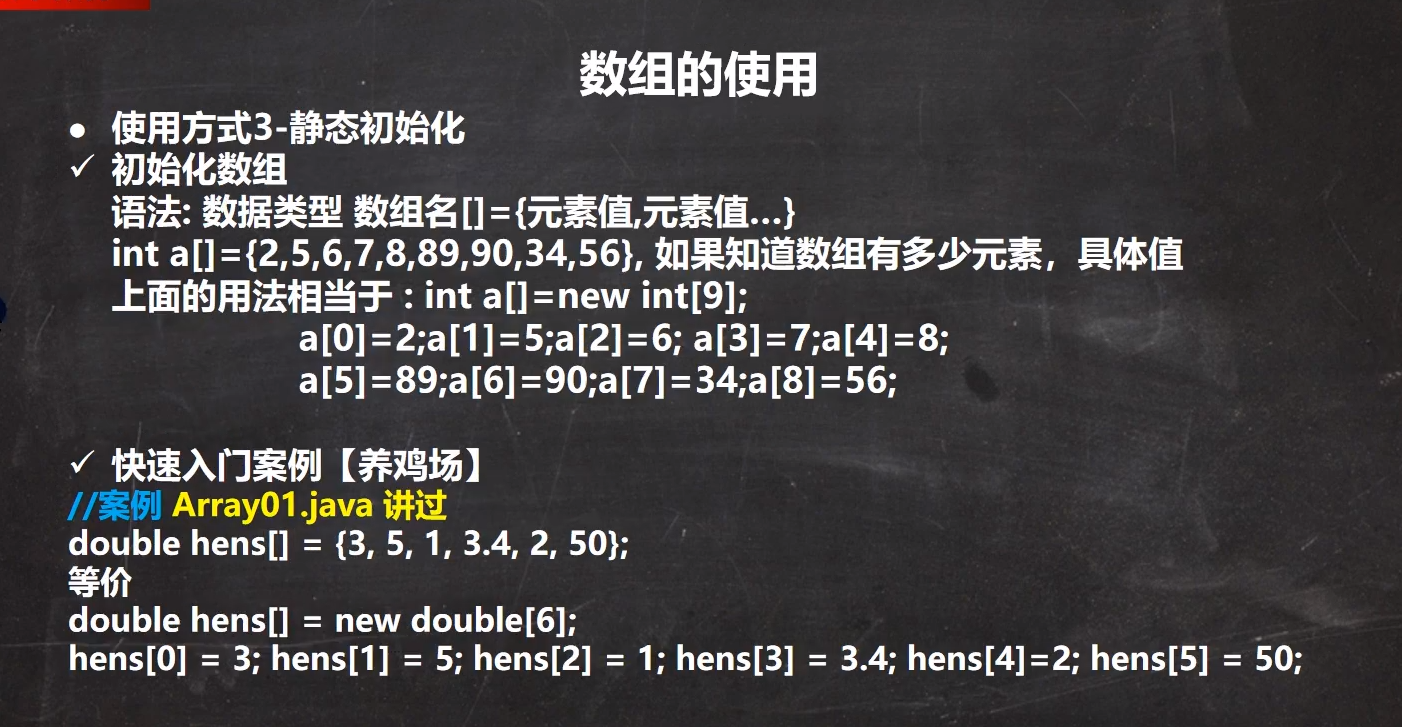 数组的使用
● 使用方式3-静态初始化
✓ 初始化数组
语法: 数据类型 数组名[]={元素值,元素值...}
int a[]={2,5,6,7,8,89,90,34,56}, 如果知道数组有多少元素，具体值
上面的用法相当于 : int a[]=new int[9];
a[0]=2;a[1]=5;a[2]=6; a[3]=7;a[4]=8;
a[5]=89;a[6]=90;a[7]=34;a[8]=56;
✓ 快速入门案例【养鸡场】
//案例 Array01.java 讲过
double hens[] = {3, 5, 1, 3.4, 2, 50};
等价
double hens[] = new double[6];
hens[0] = 3; hens[1] = 5; hens[2] = 1; hens[3] = 3.4; hens[4]=2; hens[5] = 50;